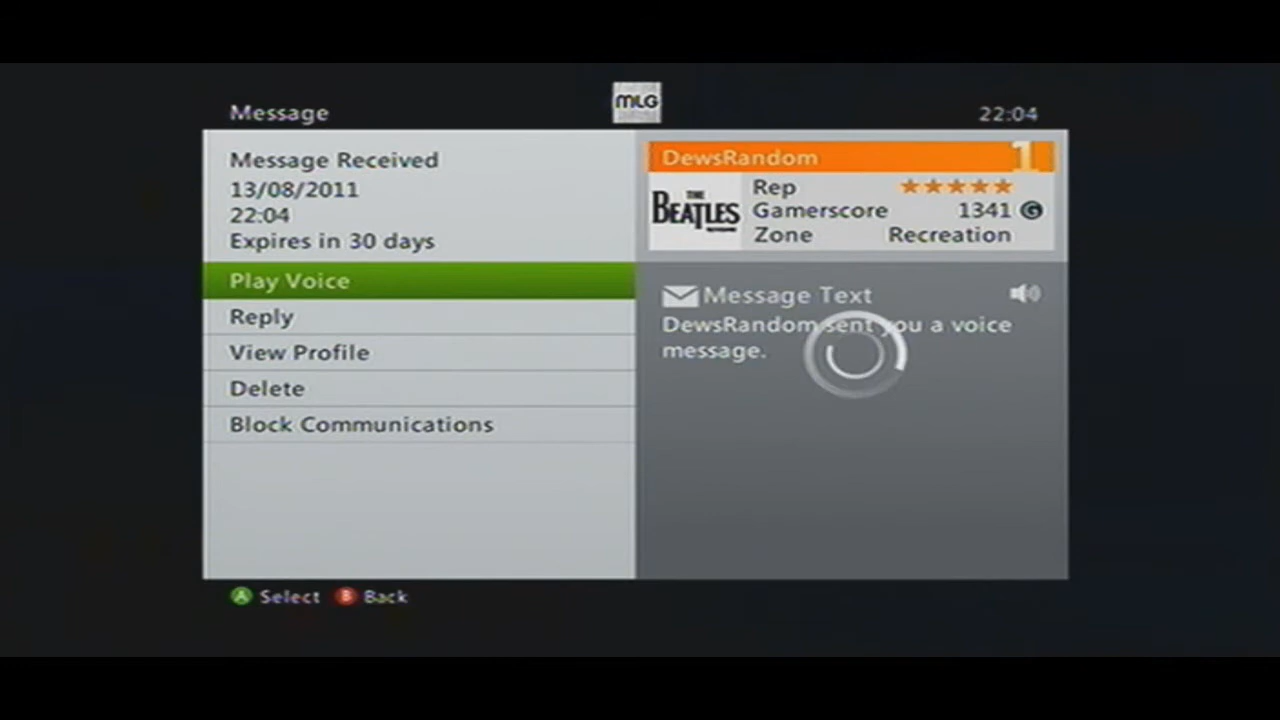 Message
MLG
22:04
Message Received
13/08/2011
22:04
Expires in 30 days
Play Voice
Reply
View Profile
Delete
Block Communications
DewsRandom 1
THE BEATLES
Rep
Gamerscore 1341 G
Zone Recreation
Message Text
DewsRandom sent you a voice
message.
A Select B Back